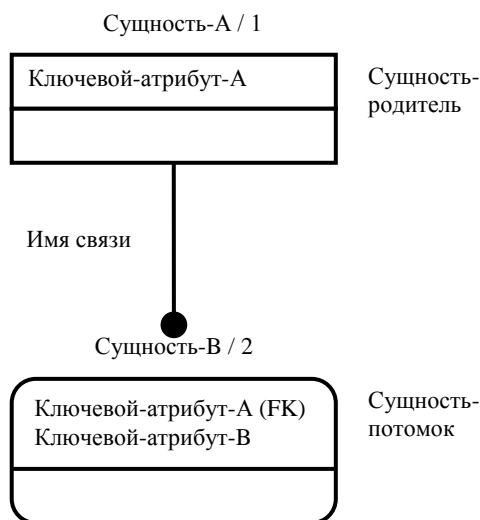 Сущность-А / 1
Ключевой-атрибут-А
Сущность-
родитель
Имя связи
Сущность-В / 2
Ключевой-атрибут-А (FK)
Ключевой-атрибут-В
Сущность-
потомок